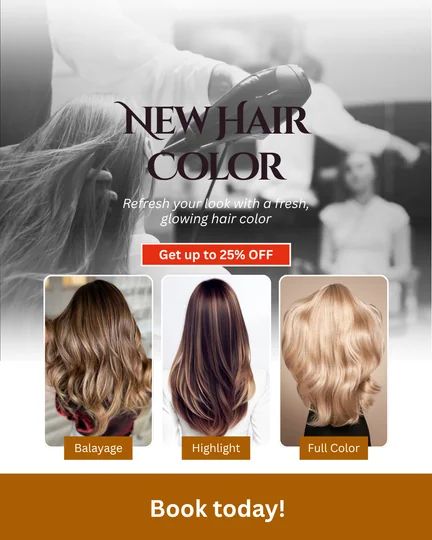 New Hair
Color
Refresh your look with a fresh,
glowing hair color
Get up to 25% OFF
Balayage
Highlight
Full Color
Book today!